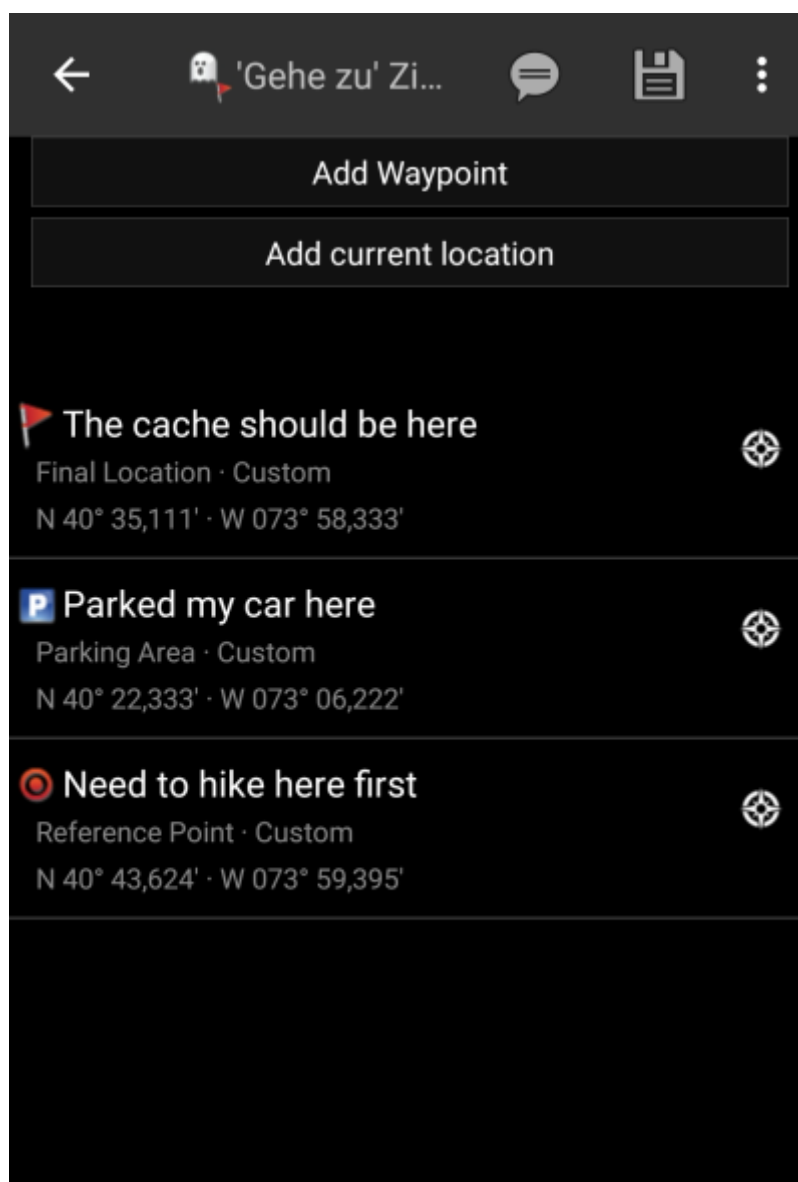 'Gehe zu' Zi...
Add Waypoint
Add current location
The cache should be here
Final Location · Custom
N 40° 35,111' · W 073° 58,333'
P Parked my car here
Parking Area · Custom
N 40° 22,333' · W 073° 06,222'
Need to hike here first
Reference Point · Custom
N 40° 43,624' · W 073° 59,395'